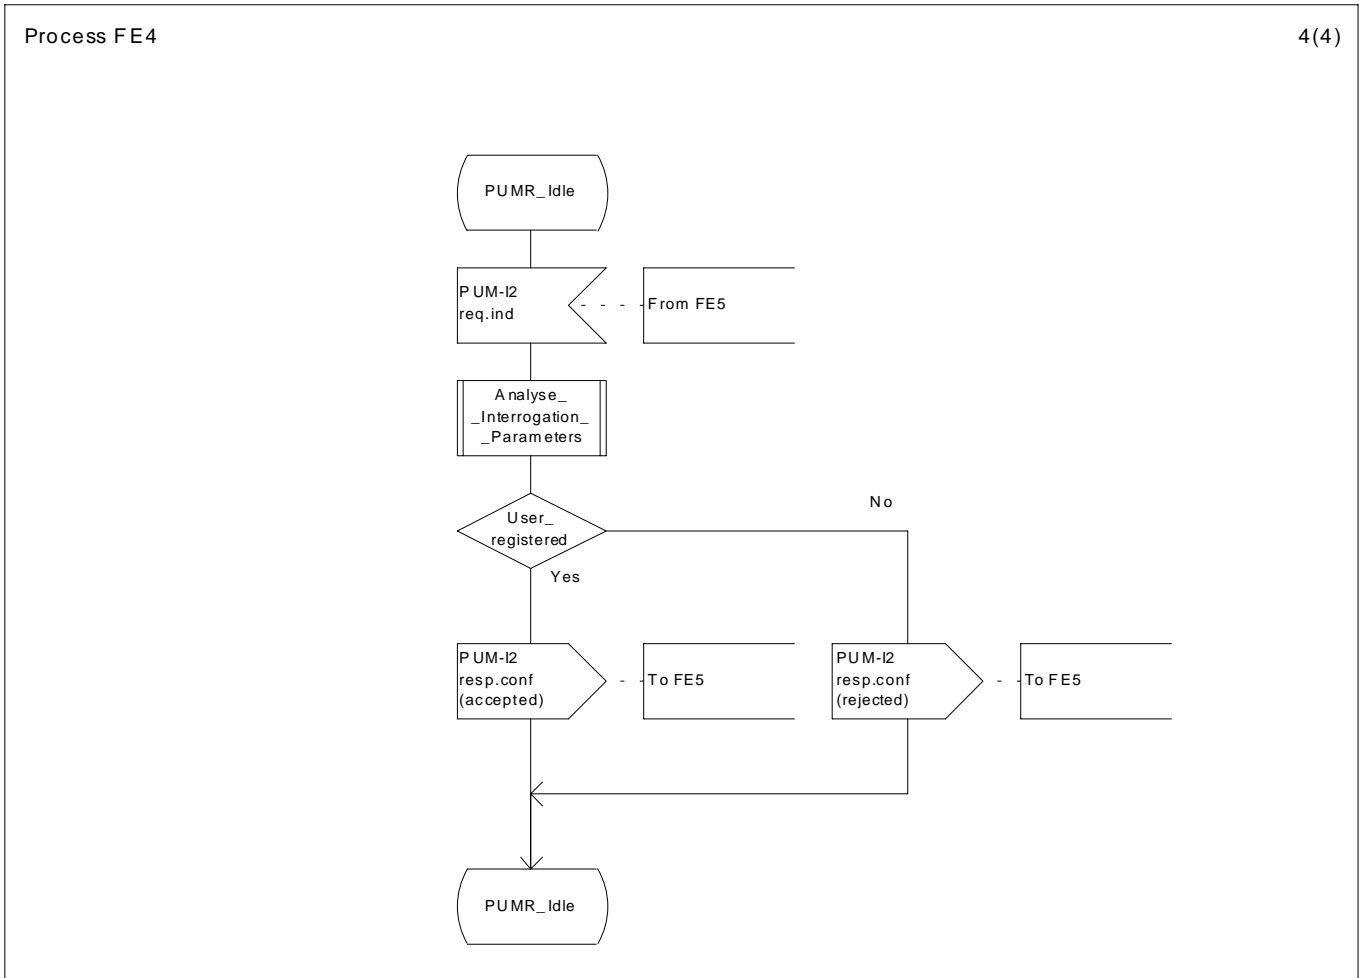 Process FE4
4(4)
PUMR_Idle
PUM-I2
req.ind
From FE5
Analyse_
_Interrogation_
_Parameters
User_
registered
No
Yes
PUM-I2
resp.conf
(accepted)
To FE5
PUM-I2
resp.conf
(rejected)
To FE5
PUMR_Idle